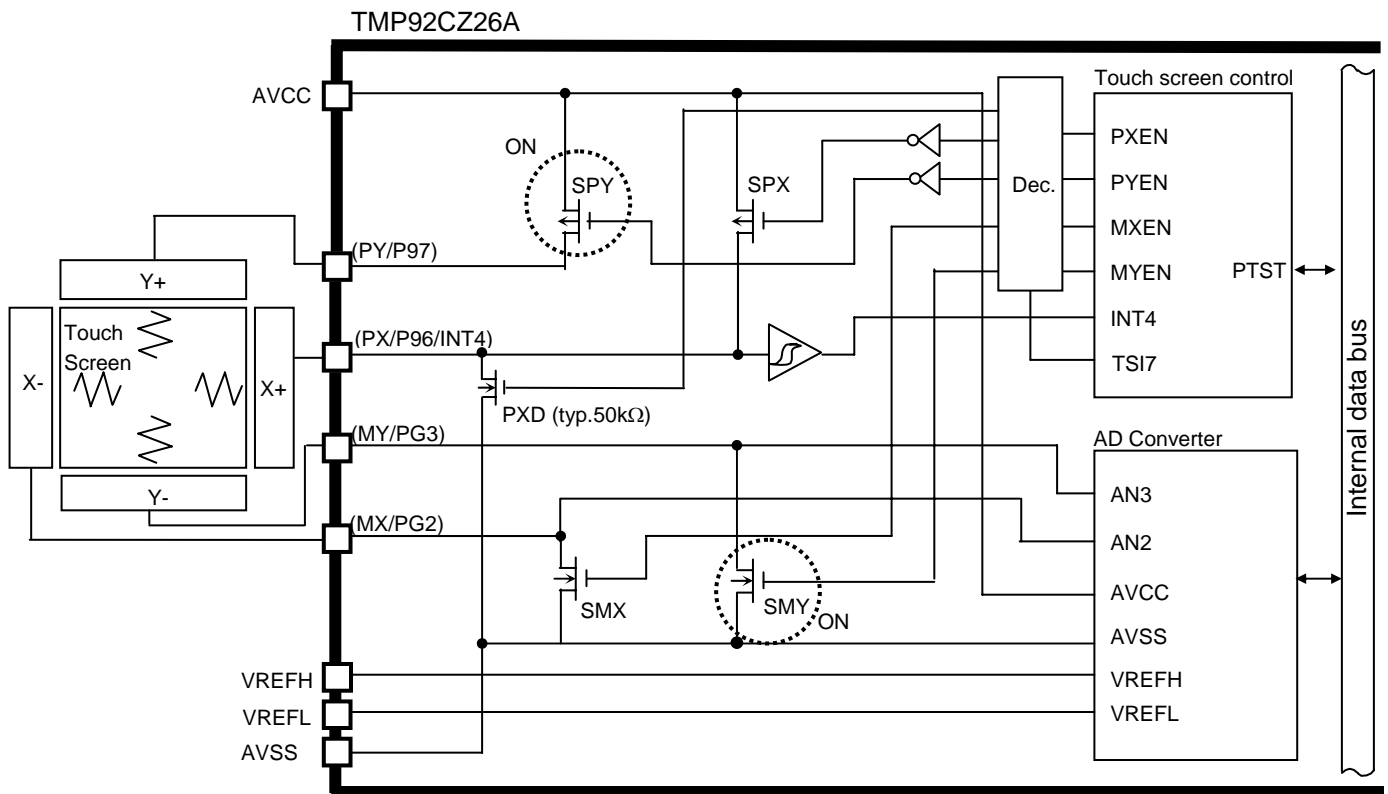 TMP92CZ26A
AVCC
ON
SPY
SPX
Dec.
Touch screen control
PXEN
PYEN
MXEN
MYEN
PTST
INT4
TSI7
Internal data bus
(PY/P97)
Y+
Touch
Screen
X-
X+
Y-
(PX/P96/INT4)
PXD (typ.50kΩ)
(MY/PG3)
(MX/PG2)
SMX
SMY
ON
AD Converter
AN3
AN2
AVCC
AVSS
VREFH
VREFL
VREFH
VREFL
AVSS